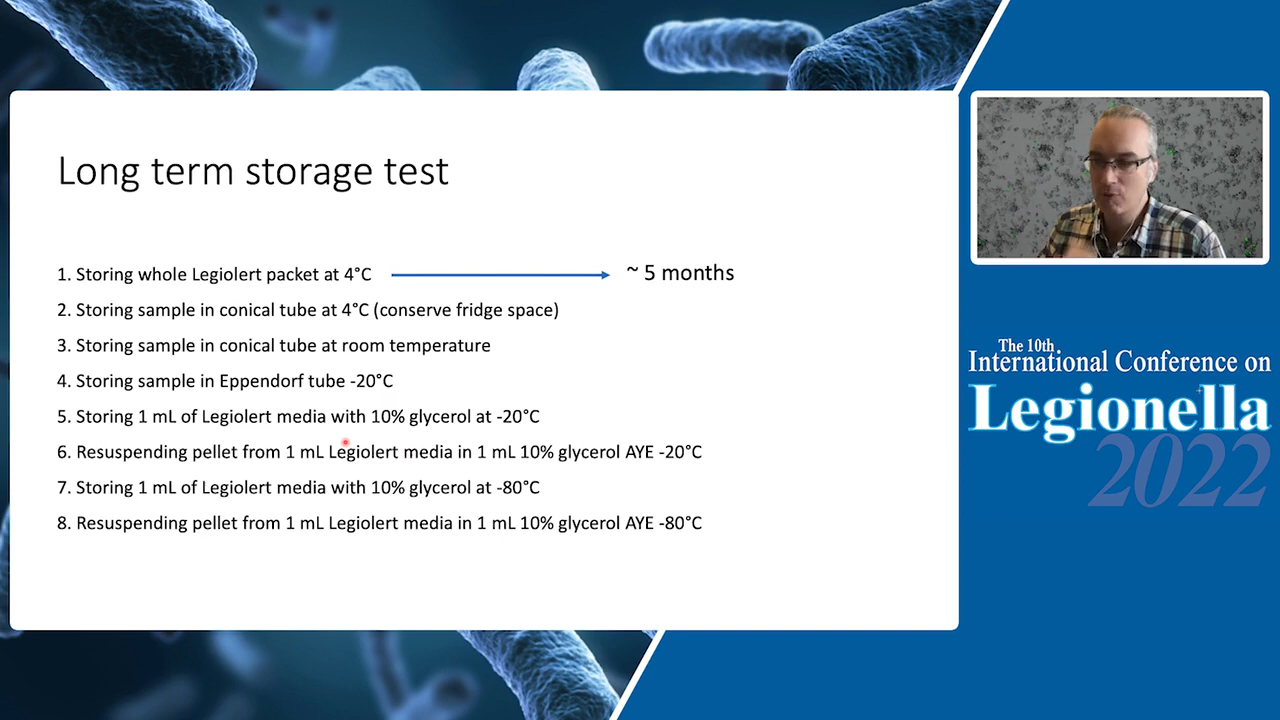 Long term storage test
1. Storing whole Legiolert packet at 4°C
~ 5 months
2. Storing sample in conical tube at 4°C (conserve fridge space)
3. Storing sample in conical tube at room temperature
4. Storing sample in Eppendorf tube -20°C
5. Storing 1 mL of Legiolert media with 10% glycerol at -20°C
6. Resuspending pellet from 1 mL Legiolert media in 1 mL 10% glycerol AYE -20°C
7. Storing 1 mL of Legiolert media with 10% glycerol at -80°C
8. Resuspending pellet from 1 mL Legiolert media in 1 mL 10% glycerol AYE -80°C
The 10th
International Conference on
Legionella
2022